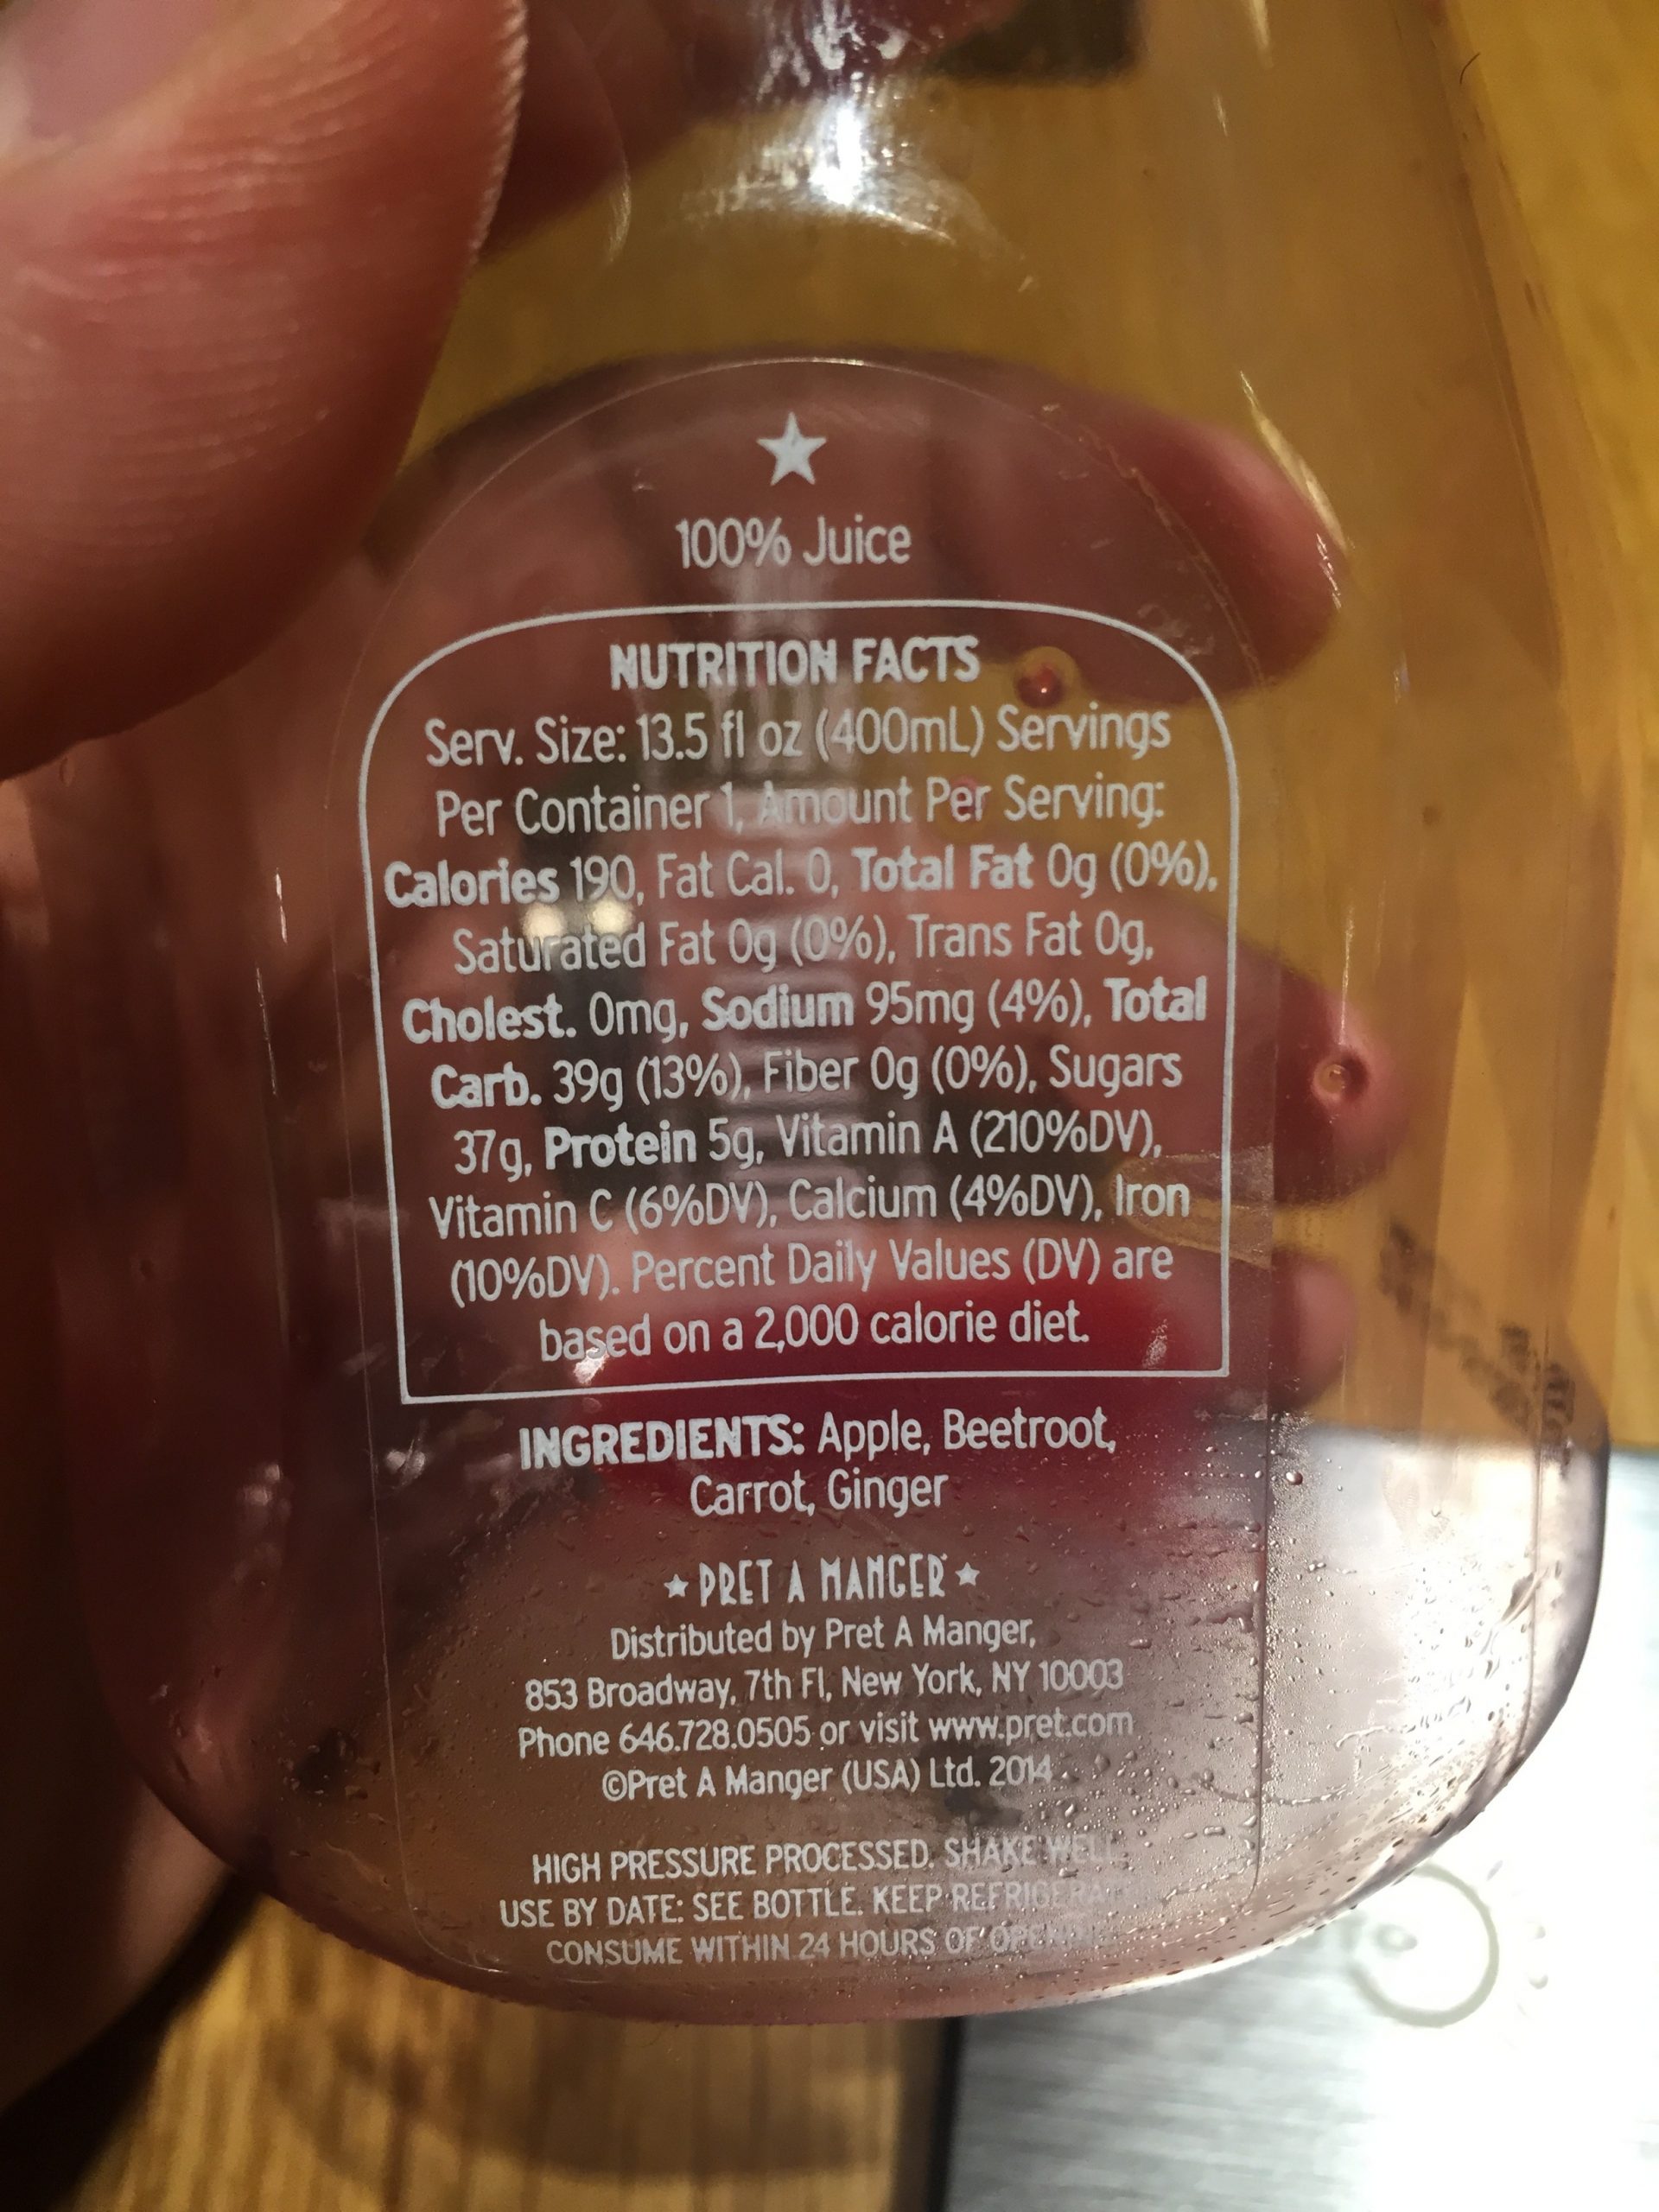 100% Juice
NUTRITION FACTS
Serv. Size: 13.5 fl oz (400mL) Servings
Per Container 1, Amount Per Serving:
Calories 190, Fat Cal. 0, Total Fat 0g (0%),
Saturated Fat 0g (0%), Trans Fat 0g,
Cholest. 0mg, Sodium 95mg (4%), Total
Carb. 39g (13%), Fiber 0g (0%), Sugars
37g, Protein 5g, Vitamin A (210%DV),
Vitamin C (6%DV), Calcium (4%DV), Iron
(10%DV). Percent Daily Values (DV) are
based on a 2,000 calorie diet.
INGREDIENTS: Apple, Beetroot,
Carrot, Ginger
★ PRET A MANGER ★
Distributed by Pret A Manger,
853 Broadway, 7th Fl, New York, NY 10003
Phone 646.728.0505 or visit www.pret.com
©Pret A Manger (USA) Ltd. 2014
HIGH PRESSURE PROCESSED. SHAKE WELL
USE BY DATE: SEE BOTTLE. KEEP
CONSUME WITHIN 24 HOURS OF